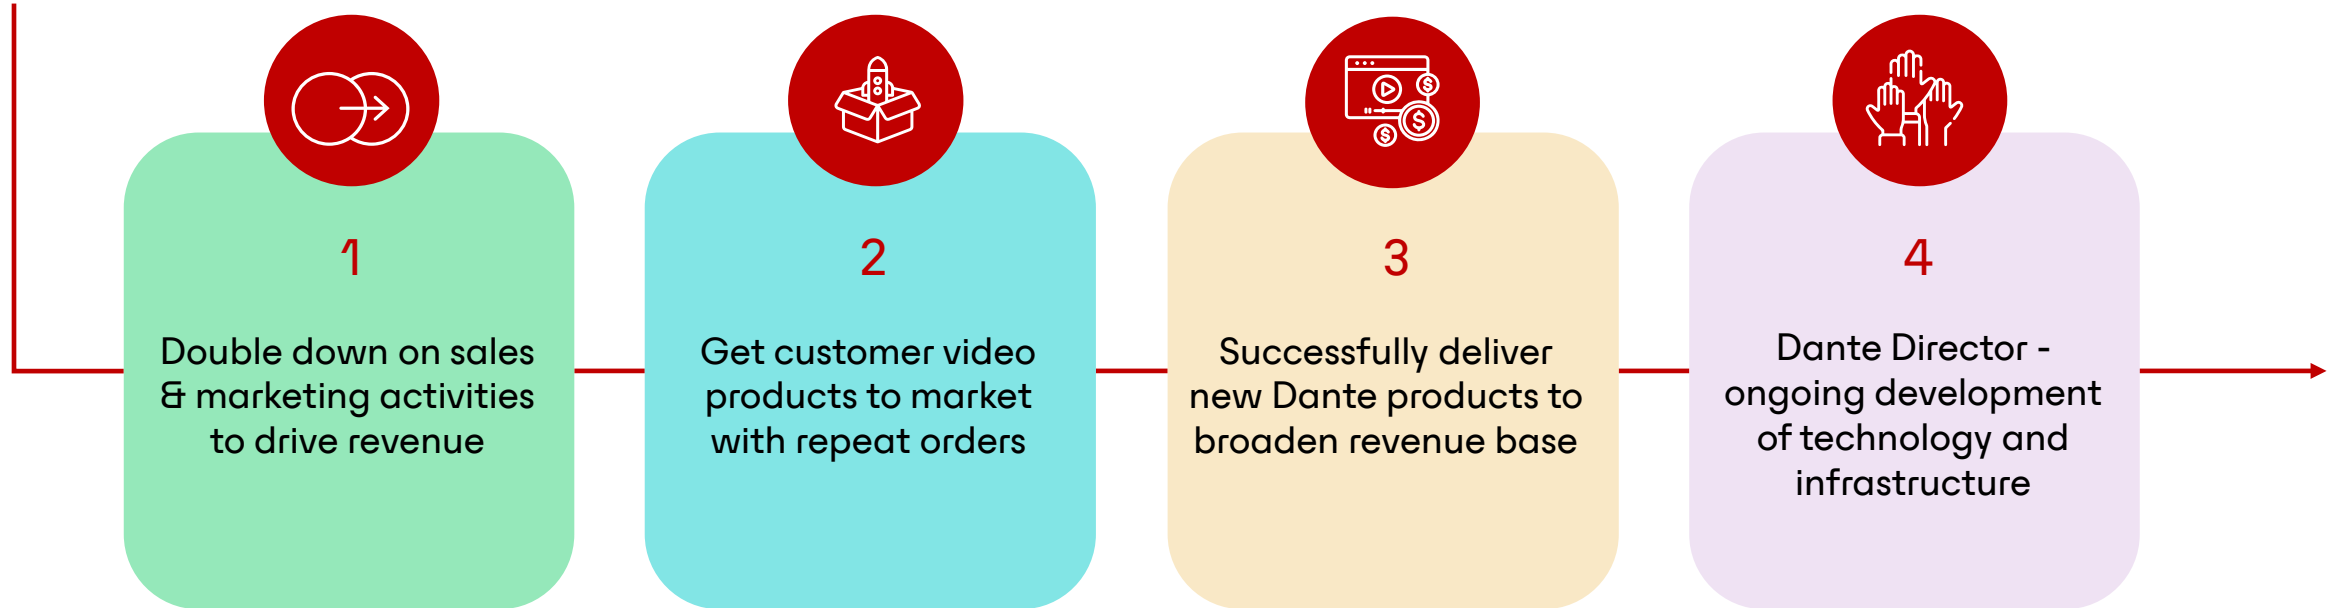 1
Double down on sales
& marketing activities
to drive revenue
2
Get customer video
products to market
with repeat orders
3
Successfully deliver
new Dante products to
broaden revenue base
4
Dante Director -
ongoing development
of technology and
infrastructure